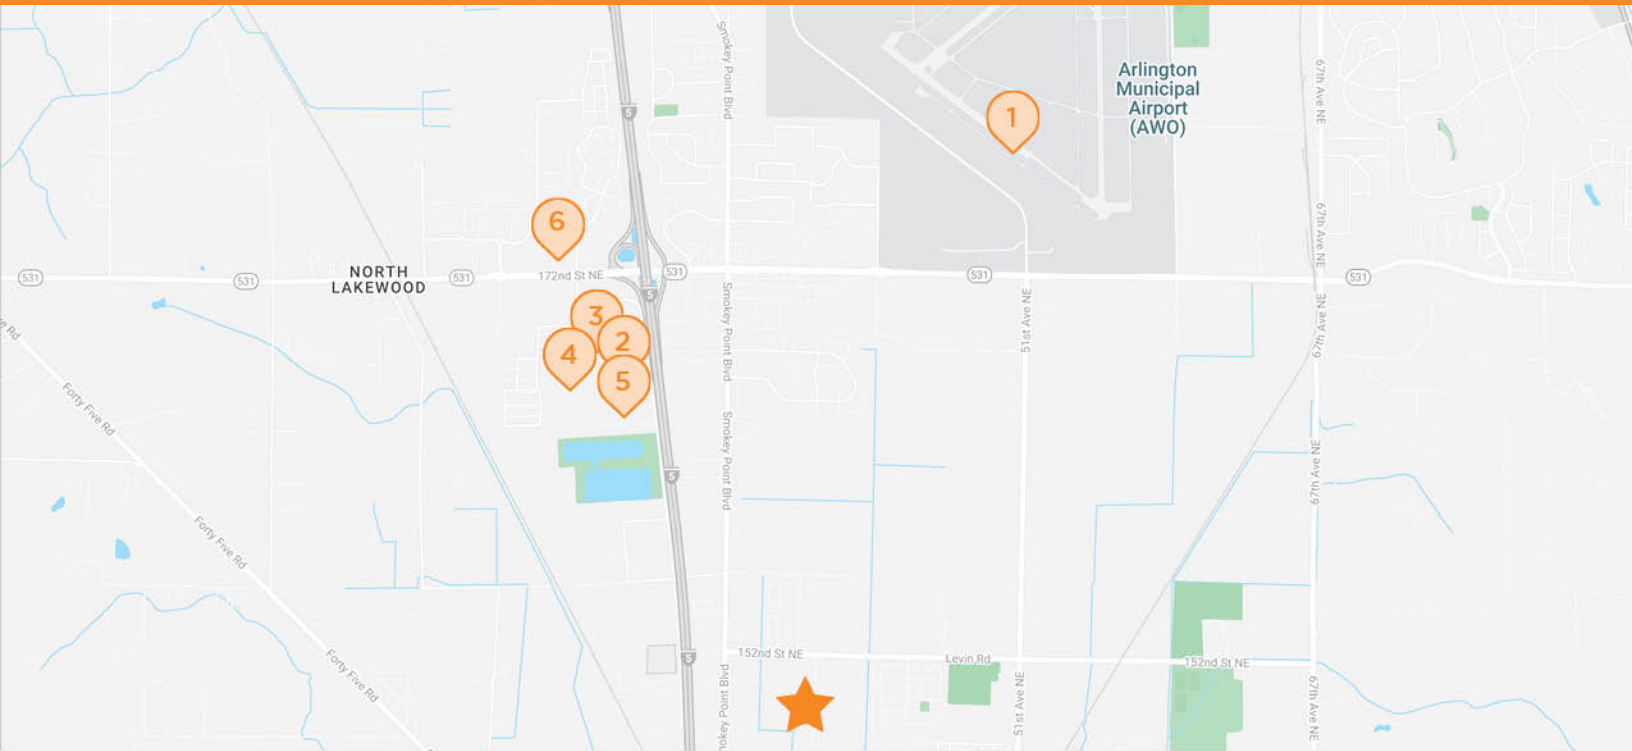 Smokey Point Blvd
67th Ave NE
Arlington
Municipal
Airport
(AWO)
5
1
67th Ave NE
6
531
531
NORTH
LAKEWOOD
531
172nd St NE
531
531
531
5
3
2
4
5
Smokey Point Blvd
51st Ave NE
67th Ave NE
e Rd
Forty Five Rd
Smokey Point Blvd
67th Ave NE
5
Forty Five Rd
5
152nd St NE
Levin Rd
152nd St NE
Forty Five Rd
okey Point Blvd
51st Ave NE
67th Ave NE